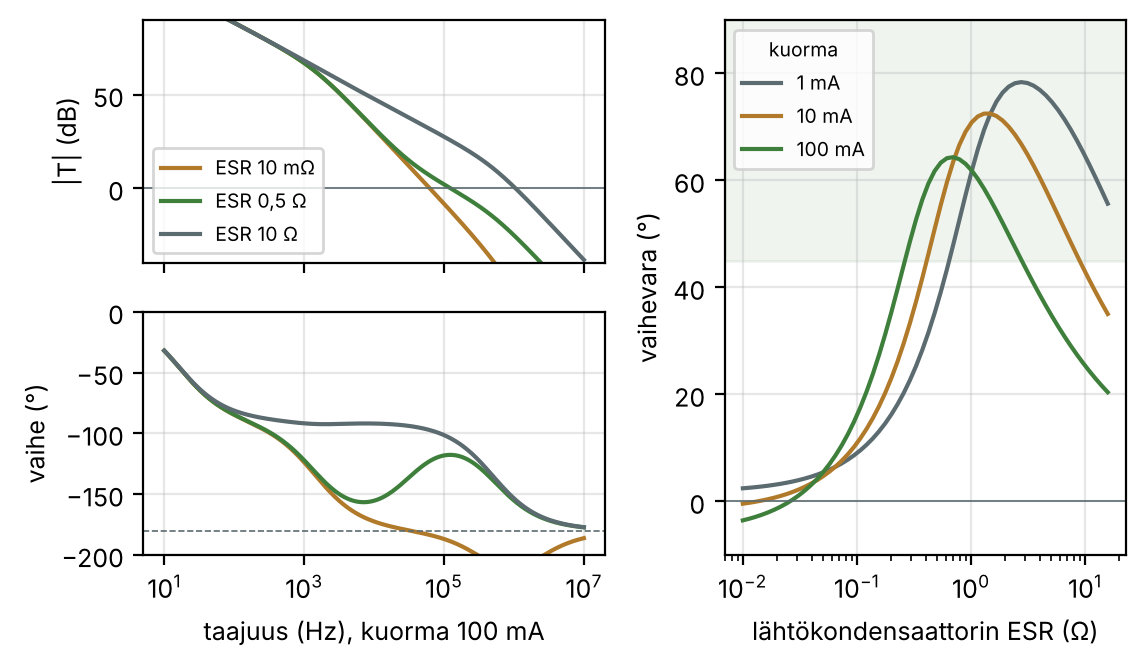 |T| (dB)
50
0
ESR 10 mΩ
ESR 0,5 Ω
ESR 10 Ω
vaihe (°)
0
−50
−100
−150
−200
10¹
10³
10⁵
10⁷
taajuus (Hz), kuorma 100 mA
vaihevara (°)
80
60
40
20
0
kuorma
1 mA
10 mA
100 mA
10⁻²
10⁻¹
10⁰
10¹
lähtökondensaattorin ESR (Ω)